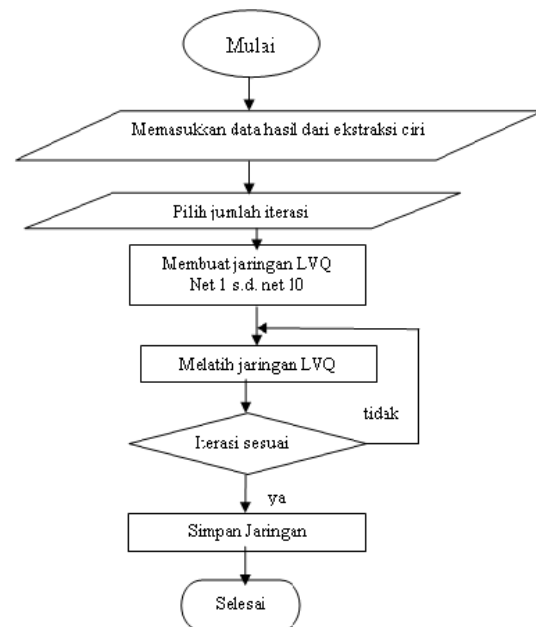 Mulai
Memasukkan data hasil dari ekstraksi ciri
Pilih jumlah iterasi
Membuat jaringan LVQ
Net 1 s.d. net 10
Melatih jaringan LVQ
tidak
Iterasi sesuai
ya
Simpan Jaringan
Selesai